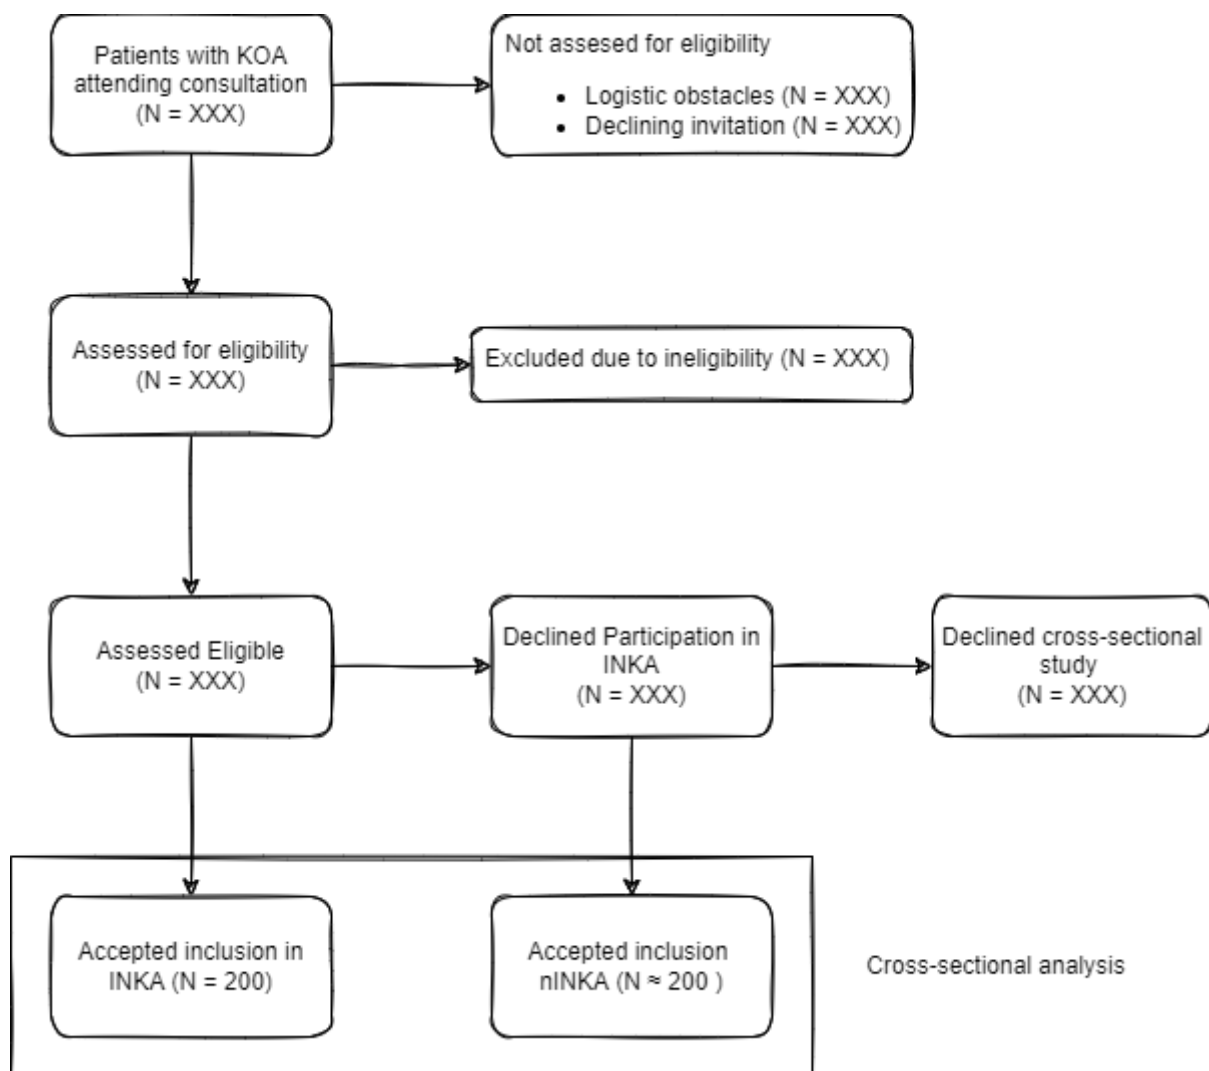 Patients with KOA
attending consultation
(N = XXX)
Not assesed for eligibility
• Logistic obstacles (N = XXX)
• Declining invitation (N = XXX)
Assessed for eligibility
(N = XXX)
Excluded due to ineligibility (N = XXX)
Assessed Eligible
(N = XXX)
Declined Participation in
INKA
(N = XXX)
Declined cross-sectional
study
(N = XXX)
Accepted inclusion in
INKA (N = 200)
Accepted inclusion
nINKA (N ≈ 200 )
Cross-sectional analysis